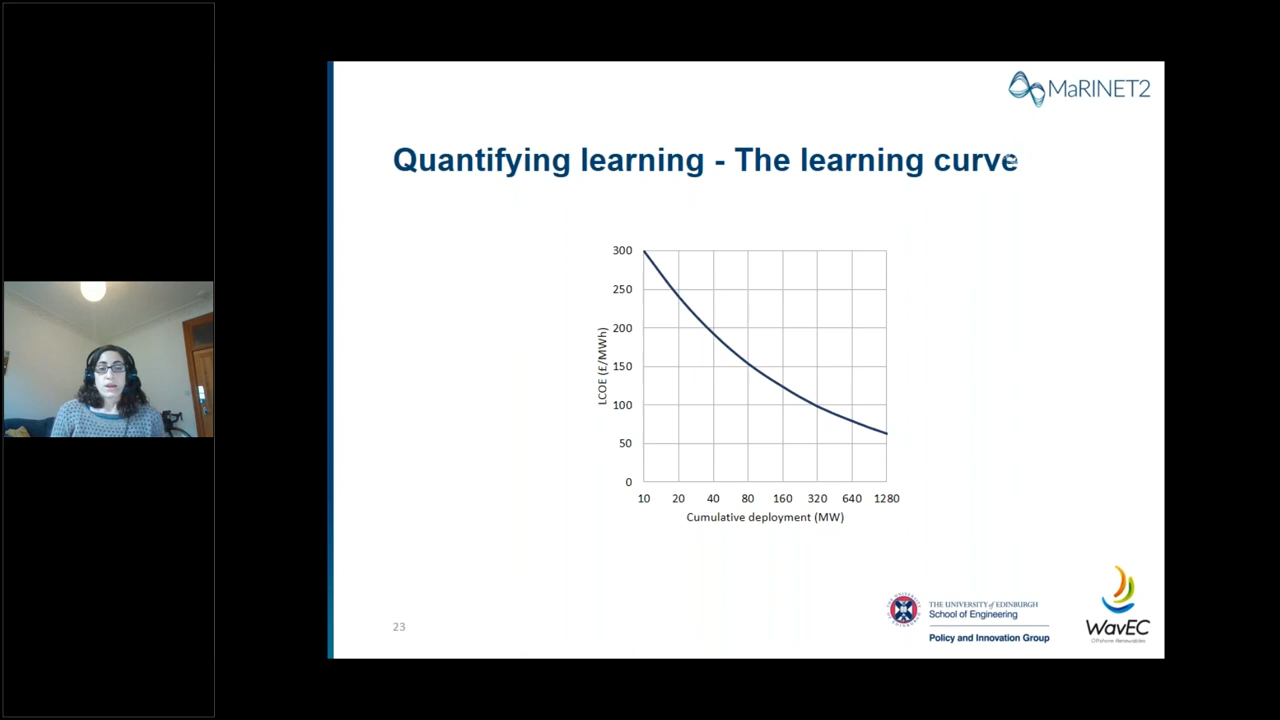 MaRINET2
Quantifying learning - The learning curve
300
250
200
150
100
50
0
LCOE (£/MWh)
10 20 40 80 160 320 640 1280
Cumulative deployment (MW)
23
THE UNIVERSITY of EDINBURGH
School of Engineering
Policy and Innovation Group
WavEC
Offshore Renewables